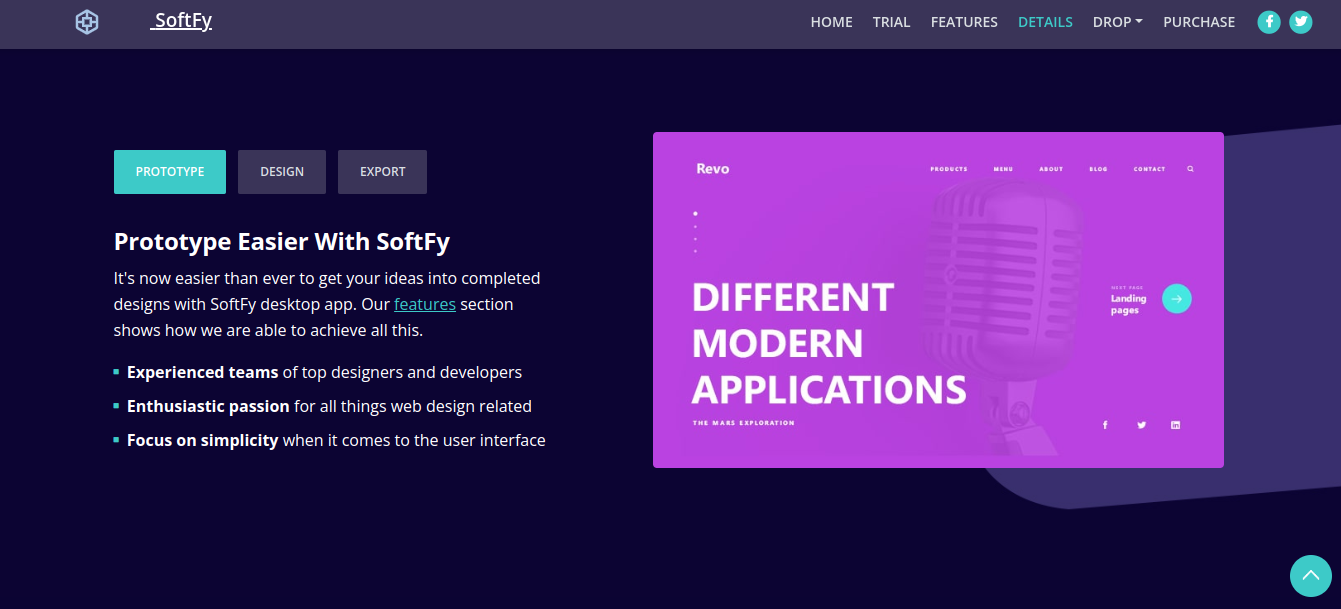 SoftFy
HOME TRIAL FEATURES DETAILS DROP PURCHASE
PROTOTYPE DESIGN EXPORT
Prototype Easier With SoftFy
It's now easier than ever to get your ideas into completed
designs with SoftFy desktop app. Our features section
shows how we are able to achieve all this.
Experienced teams of top designers and developers
Enthusiastic passion for all things web design related
Focus on simplicity when it comes to the user interface
Revo
PRODUCTS MENU ABOUT BLOG CONTACT
DIFFERENT
MODERN
APPLICATIONS
THE MARS EXPLORATION
NEXT PAGE
Landing
pages